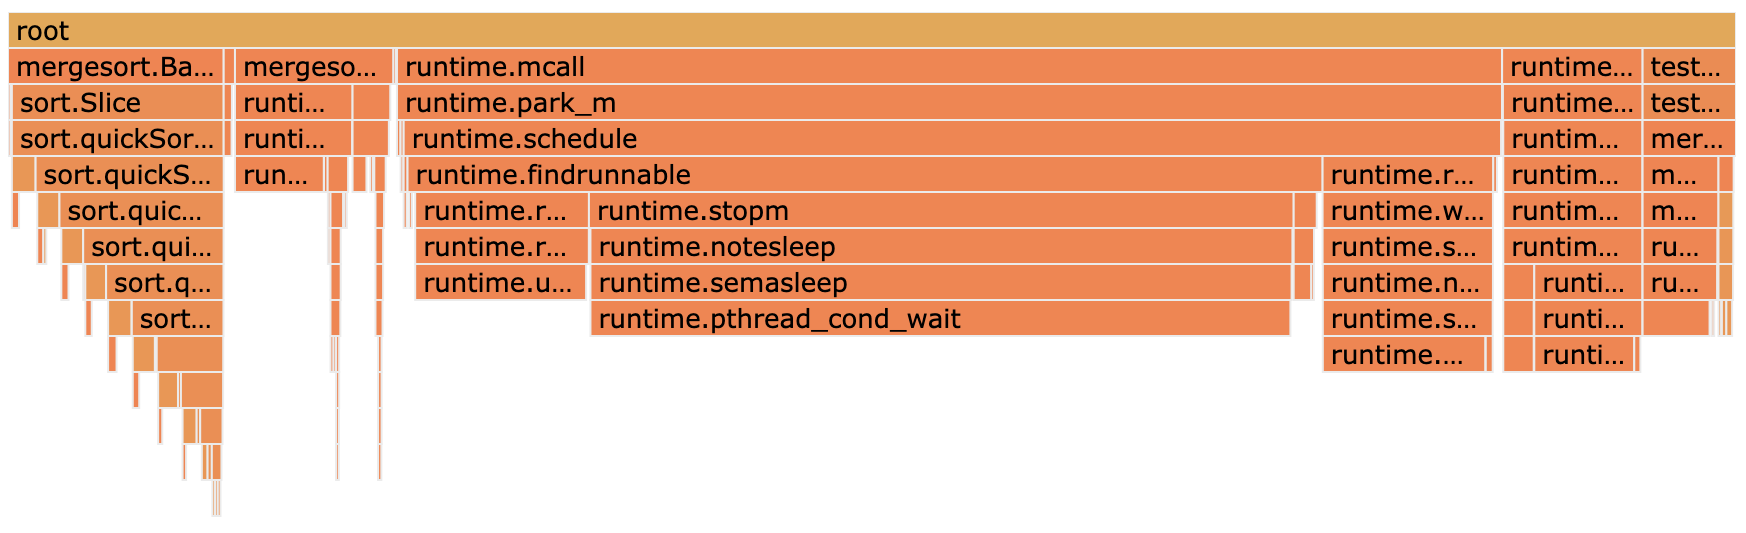 root
mergesort.Ba... mergeso... runtime.mcall runtime... test...
sort.Slice runti... runtime.park_m runtime... test...
sort.quickSor... runti... runtime.schedule runtim... mer...
sort.quickS... run... runtime.findrunnable runtime.r... runtim... m...
sort.quic... runtime.r... runtime.stopm runtime.w... runtim... m...
sort.qui... runtime.r... runtime.notesleep runtime.s... runtim... ru...
sort.q... runtime.u... runtime.semasleep runtime.n... runti... ru...
sort... runtime.pthread_cond_wait runtime.s... runti...
runtime.... runti...